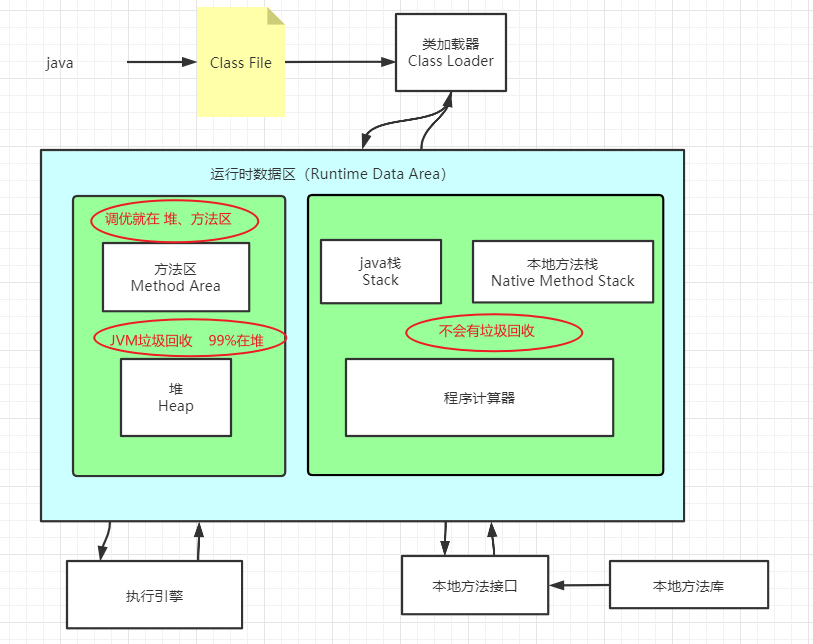 java
Class File
类加载器
Class Loader
运行时数据区（Runtime Data Area）
调优就在 堆、方法区
方法区
Method Area
JVM垃圾回收 99%在堆
堆
Heap
java栈
Stack
本地方法栈
Native Method Stack
不会有垃圾回收
程序计算器
执行引擎
本地方法接口
本地方法库